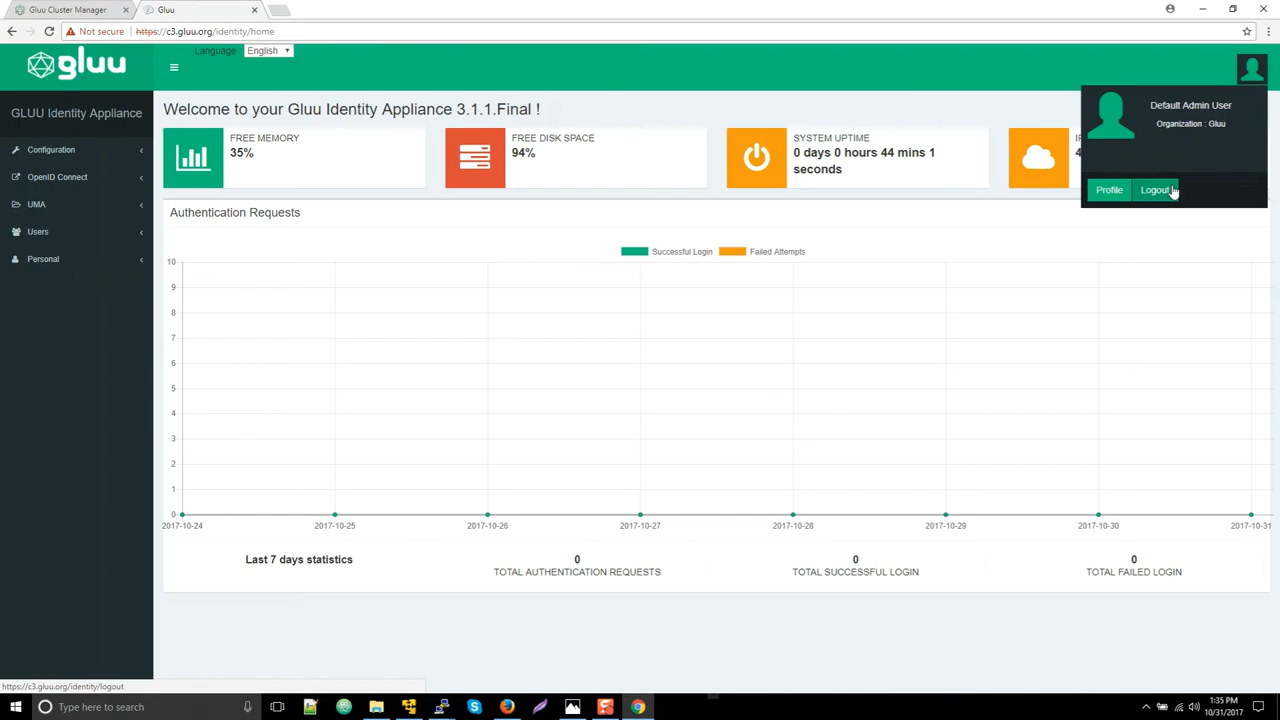 Gluu Cluster Manager
Gluu
Not secure
https://c3.gluu.org/identity/home
gluu
Language:
English
GLUU Identity Appliance
Configuration
OpenID Connect
UMA
Users
Personal
Welcome to your Gluu Identity Appliance 3.1.1.Final !
FREE MEMORY
35%
FREE DISK SPACE
94%
SYSTEM UPTIME
0 days 0 hours 44 mins 1
seconds
4
Default Admin User
Organization : Gluu
Profile
Logout
Authentication Requests
Successful Login
Failed Attempts
10
9
8
7
6
5
4
3
2
1
0
2017-10-24
2017-10-25
2017-10-26
2017-10-27
2017-10-28
2017-10-29
2017-10-30
2017-10-31
Last 7 days statistics
0
TOTAL AUTHENTICATION REQUESTS
0
TOTAL SUCCESSFUL LOGIN
0
TOTAL FAILED LOGIN
https://c3.gluu.org/identity/logout
Type here to search
1:35 PM
10/31/2017